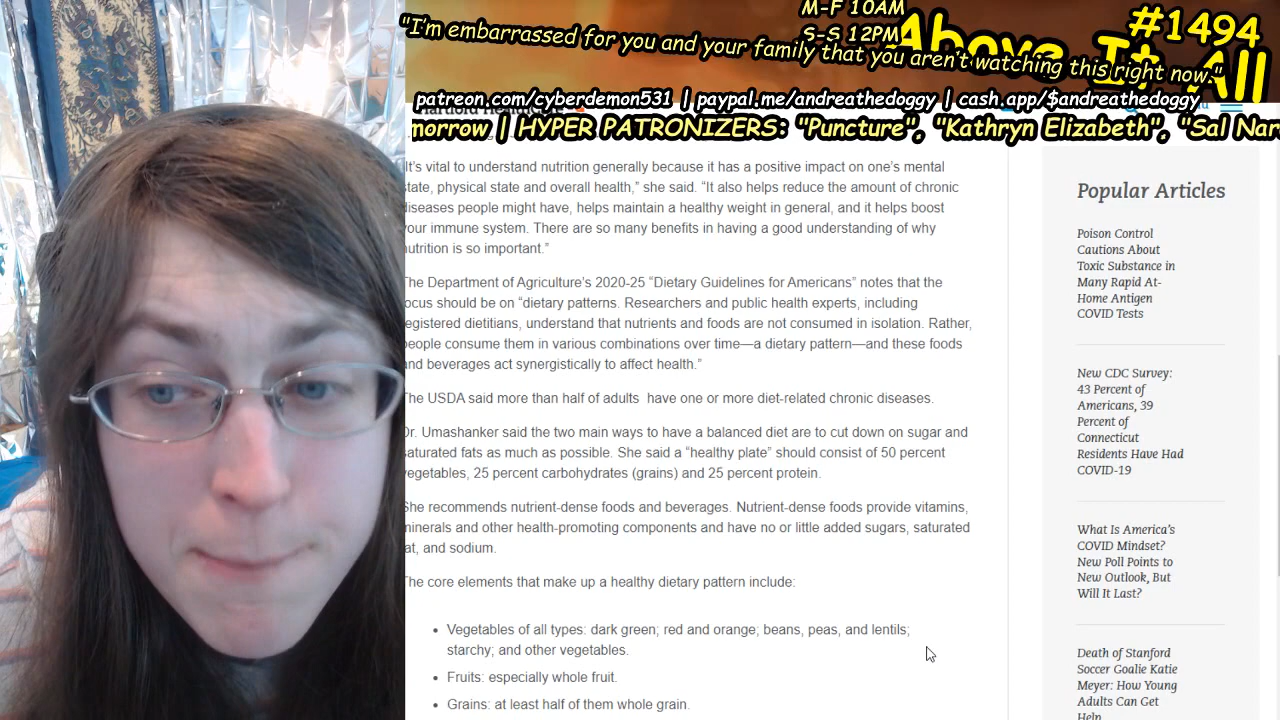 M-F 10AM
S-S 12PM
Above It All
#1494
"I'm embarrassed for you and your family that you aren't watching this right now."
patreon.com/cyberdemon531 | paypal.me/andreathedoggy | cash.app/$andreathedoggy
morrow | HYPER PATRONIZERS: "Puncture", "Kathryn Elizabeth", "Sal Nar
It's vital to understand nutrition generally because it has a positive impact on one's mental
state, physical state and overall health," she said. "It also helps reduce the amount of chronic
diseases people might have, helps maintain a healthy weight in general, and it helps boost
your immune system. There are so many benefits in having a good understanding of why
nutrition is so important."
The Department of Agriculture's 2020-25 "Dietary Guidelines for Americans" notes that the
focus should be on "dietary patterns. Researchers and public health experts, including
registered dietitians, understand that nutrients and foods are not consumed in isolation. Rather,
people consume them in various combinations over time—a dietary pattern—and these foods
and beverages act synergistically to affect health."
The USDA said more than half of adults have one or more diet-related chronic diseases.
Dr. Umashanker said the two main ways to have a balanced diet are to cut down on sugar and
saturated fats as much as possible. She said a "healthy plate" should consist of 50 percent
vegetables, 25 percent carbohydrates (grains) and 25 percent protein.
She recommends nutrient-dense foods and beverages. Nutrient-dense foods provide vitamins,
minerals and other health-promoting components and have no or little added sugars, saturated
fat, and sodium.
The core elements that make up a healthy dietary pattern include:
• Vegetables of all types: dark green; red and orange; beans, peas, and lentils;
starchy; and other vegetables.
• Fruits: especially whole fruit.
• Grains: at least half of them whole grain.
Popular Articles
Poison Control
Cautions About
Toxic Substance in
Many Rapid At-
Home Antigen
COVID Tests
New CDC Survey:
43 Percent of
Americans, 39
Percent of
Connecticut
Residents Have Had
COVID-19
What Is America's
COVID Mindset?
New Poll Points to
New Outlook, But
Will It Last?
Death of Stanford
Soccer Goalie Katie
Meyer: How Young
Adults Can Get
Help